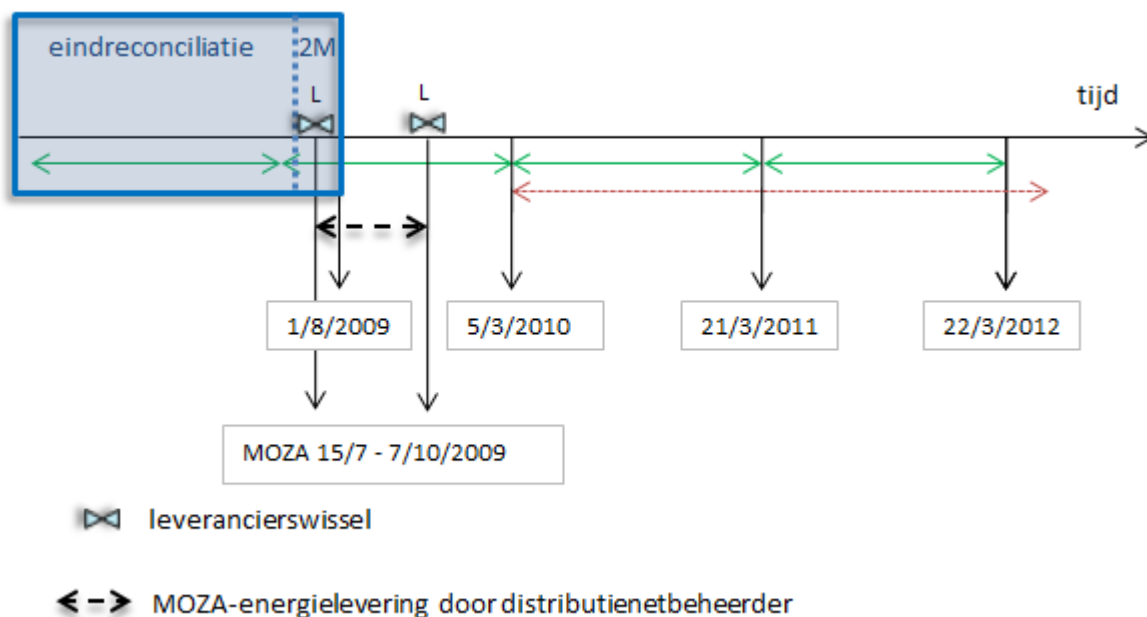 eindreconciliatie 2M
L L tijd
1/8/2009 5/3/2010 21/3/2011 22/3/2012
MOZA 15/7 - 7/10/2009
leverancierswissel
MOZA-energielevering door distributienetbeheerder